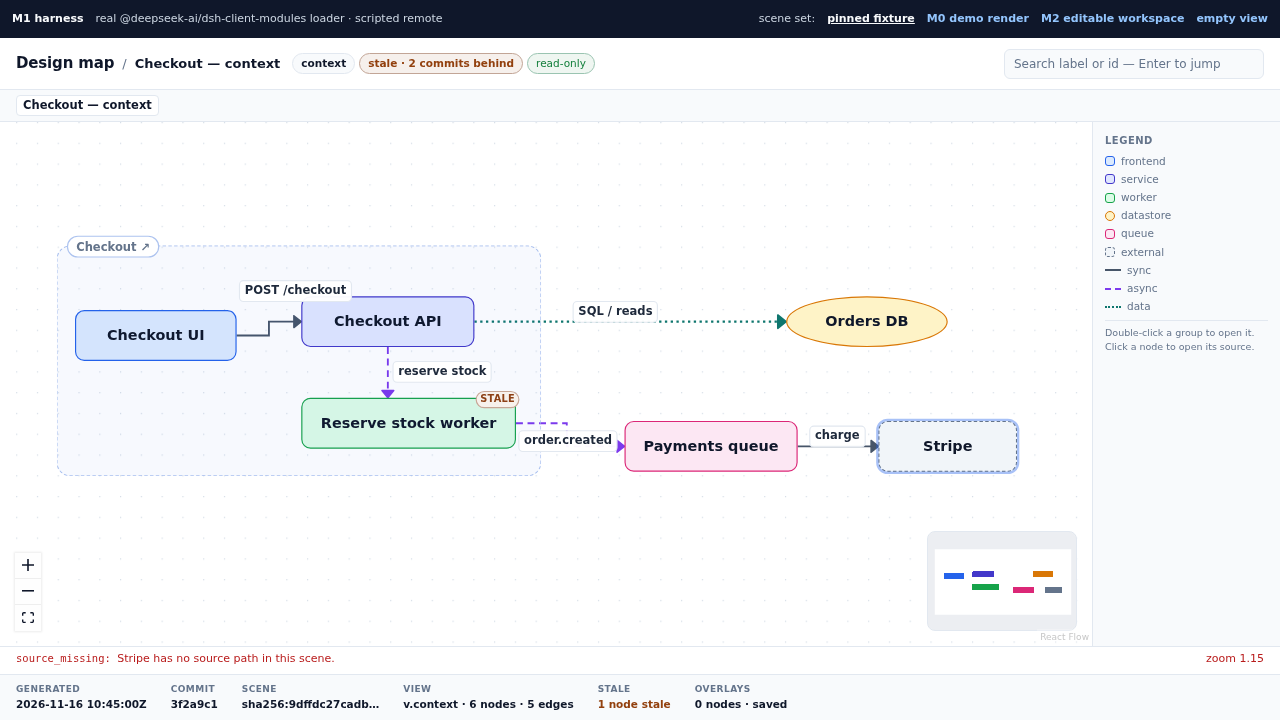 M1 harness real @deepseek-ai/dsh-client-modules loader · scripted remote scene set: pinned fixture M0 demo render M2 editable workspace empty view
Design map / Checkout — context context stale · 2 commits behind read-only Search label or id — Enter to jump
Checkout — context
LEGEND
frontend
service
worker
datastore
queue
external
sync
async
data
Double-click a group to open it.
Click a node to open its source.
Checkout ↗
POST /checkout
Checkout UI
Checkout API
SQL / reads
Orders DB
reserve stock
STALE
Reserve stock worker
order.created
Payments queue
charge
Stripe
React Flow
source_missing: Stripe has no source path in this scene. zoom 1.15
GENERATED COMMIT SCENE VIEW STALE OVERLAYS
2026-11-16 10:45:00Z 3f2a9c1 sha256:9dffdc27cadb… v.context · 6 nodes · 5 edges 1 node stale 0 nodes · saved